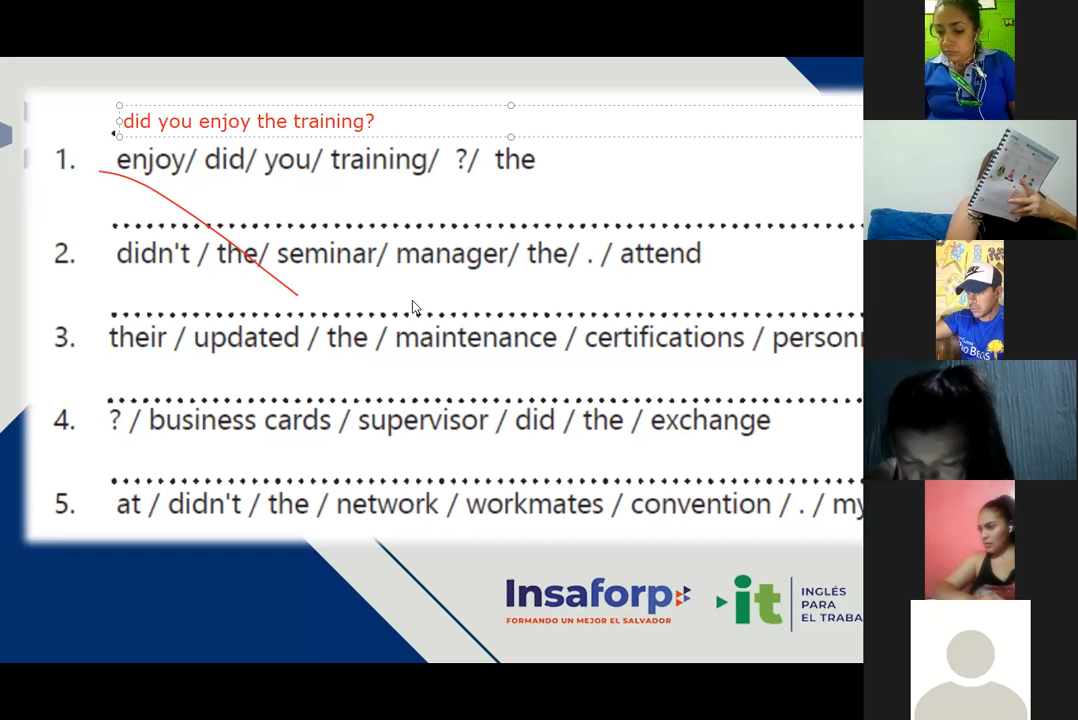 did you enjoy the training?
1. enjoy/ did/ you/ training/ ?/ the
2. didn't / the/ seminar/ manager/ the/ . / attend
3. their / updated / the / maintenance / certifications /
4. ? / business cards / supervisor / did / the / exchange
5. at / didn't / the / network / workmates / convention / . / my
Insaforp
FORMANDO UN MEJOR EL SALVADOR
it
INGLÉS
PARA
EL